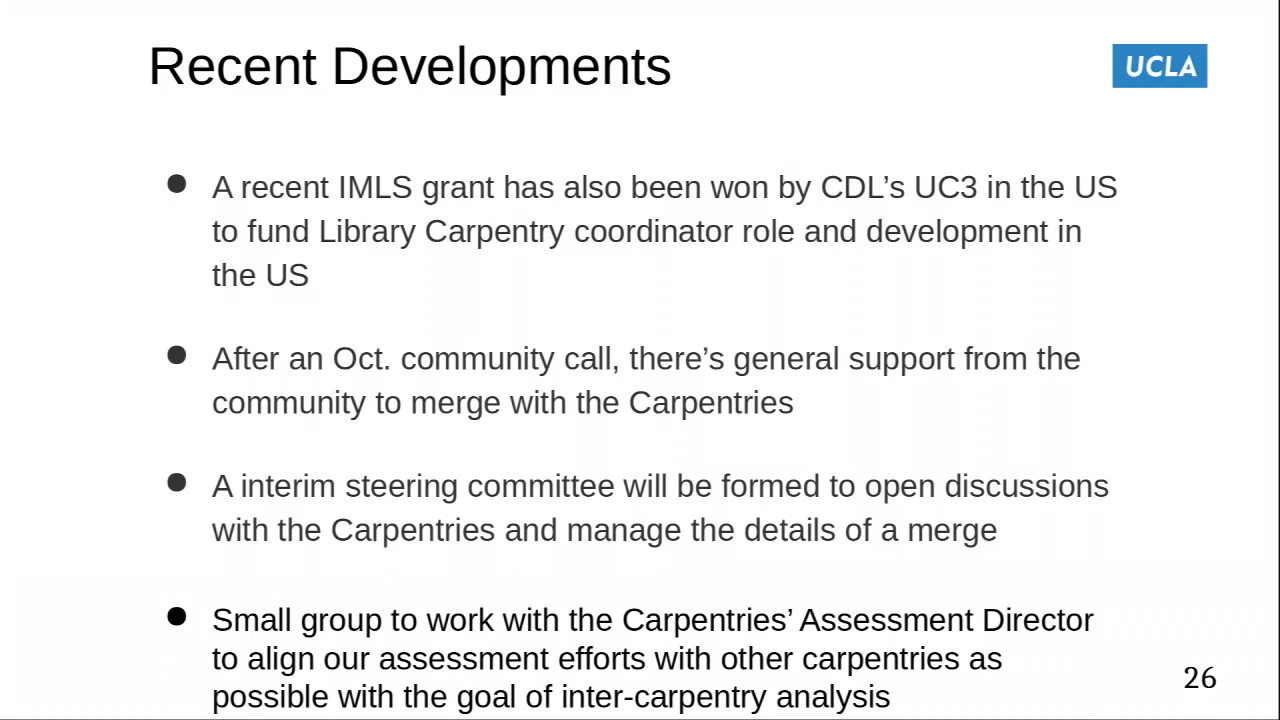 Recent Developments
UCLA
● A recent IMLS grant has also been won by CDL’s UC3 in the US
to fund Library Carpentry coordinator role and development in
the US
● After an Oct. community call, there’s general support from the
community to merge with the Carpentries
● A interim steering committee will be formed to open discussions
with the Carpentries and manage the details of a merge
● Small group to work with the Carpentries’ Assessment Director
to align our assessment efforts with other carpentries as
possible with the goal of inter-carpentry analysis
26